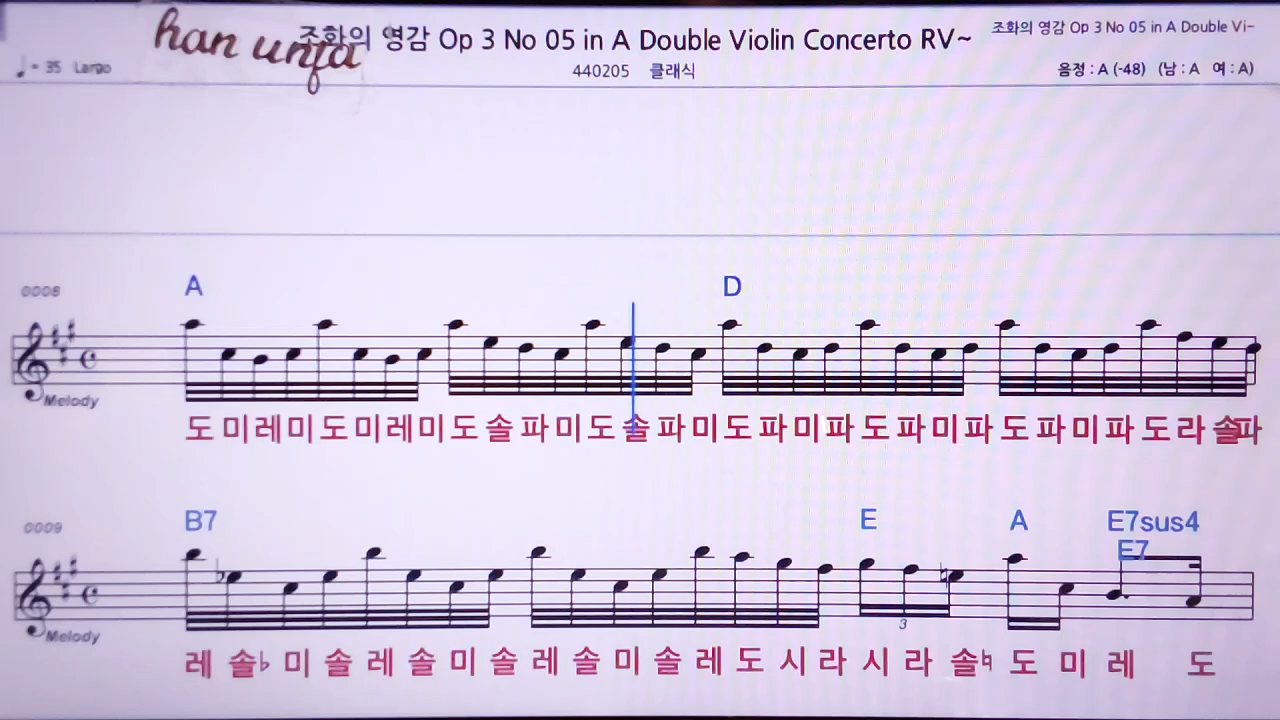 han unfa
조화의 영감 Op 3 No 05 in A Double Violin Concerto RV~
조화의 영감 Op 3 No 05 in A Double Vi~
♩= 35 Largo
440205 클래식
음정 : A (-48) (남 : A 여 : A)
0008
A D
Melody
도 미 레 미 도 미 레 미 도 솔 파 미 도 솔 파 미 도 파 미 파 도 파 미 파 도 파 미 파 도 라 솔 파
0009
B7 E A E7sus4
E7
3
Melody
레 솔♭ 미 솔 레 솔 미 솔 레 솔 미 솔 레 도 시 라 시 라 솔♮ 도 미 레 도